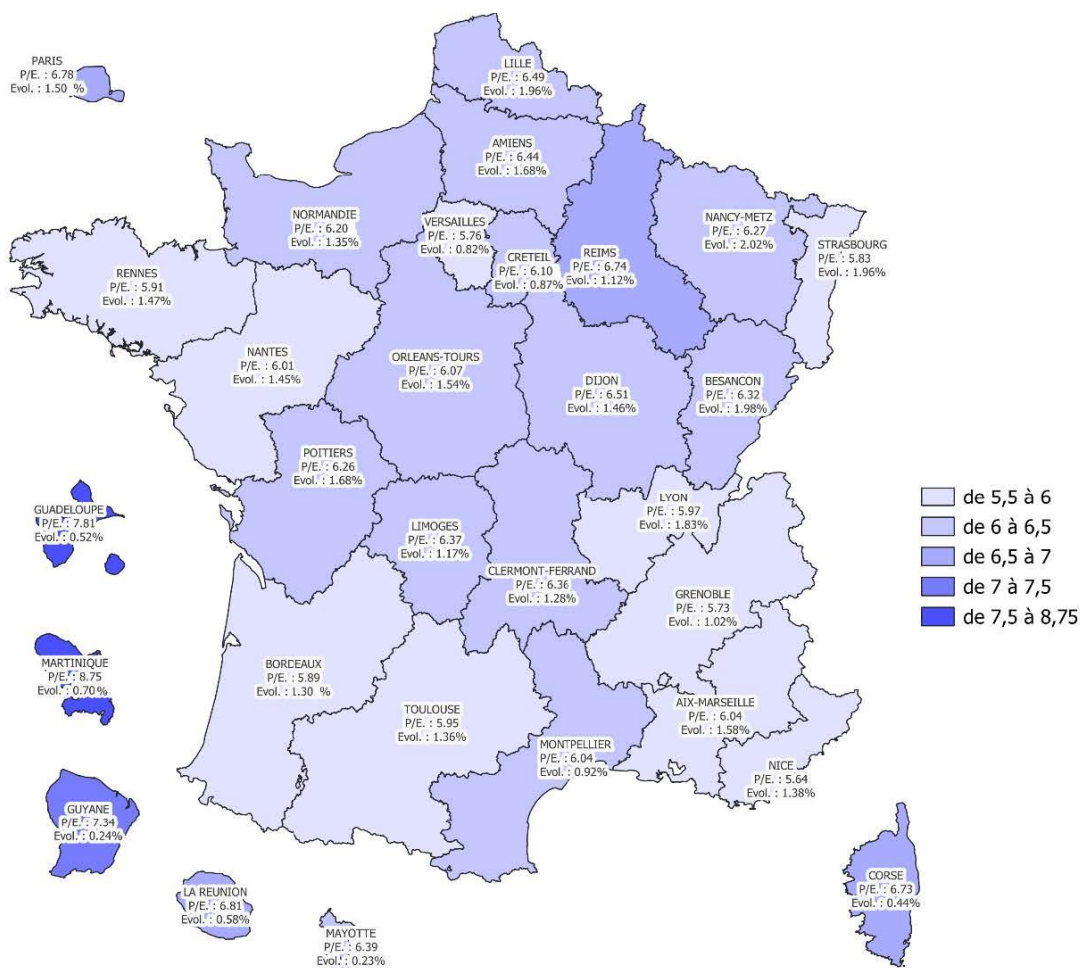 PARIS
P/E. : 6.78
Evol. : 1.50 %
LILLE
P/E. : 6.49
Evol. : 1.96%
AMIENS
P/E. : 6.44
Evol. : 1.68%
NORMANDIE
P/E. : 6.20
Evol. : 1.35%
VERSAILLES
P/E. : 5.76
Evol. : 0.82%
CRETEIL
P/E. : 6.10
Evol. : 0.87%
REIMS
P/E. : 6.74
Evol. : 1.12%
NANCY-METZ
P/E. : 6.27
Evol. : 2.02%
STRASBOURG
P/E. : 5.83
Evol. : 1.96%
RENNES
P/E. : 5.91
Evol. : 1.47%
NANTES
P/E. : 6.01
Evol. : 1.45%
ORLEANS-TOURS
P/E. : 6.07
Evol. : 1.54%
DIJON
P/E. : 6.51
Evol. : 1.46%
BESANCON
P/E. : 6.32
Evol. : 1.98%
POITIERS
P/E. : 6.26
Evol. : 1.68%
LIMOGES
P/E. : 6.37
Evol. : 1.17%
CLERMONT-FERRAND
P/E. : 6.36
Evol. : 1.28%
LYON
P/E. : 5.97
Evol. : 1.83%
GRENOBLE
P/E. : 5.73
Evol. : 1.02%
BORDEAUX
P/E. : 5.89
Evol. : 1.30 %
TOULOUSE
P/E. : 5.95
Evol. : 1.36%
MONTPELLIER
P/E. : 6.04
Evol. : 0.92%
AIX-MARSEILLE
P/E. : 6.04
Evol. : 1.58%
NICE
P/E. : 5.64
Evol. : 1.38%
GUADELOUPE
P/E. : 7.81
Evol. : 0.52%
MARTINIQUE
P/E. : 8.75
Evol. : 0.70%
GUYANE
P/E. : 7.34
Evol. : 0.24%
LA REUNION
P/E. : 6.81
Evol. : 0.58%
MAYOTTE
P/E. : 6.39
Evol. : 0.23%
CORSE
P/E. : 6.73
Evol. : 0.44%
de 5,5 à 6
de 6 à 6,5
de 6,5 à 7
de 7 à 7,5
de 7,5 à 8,75